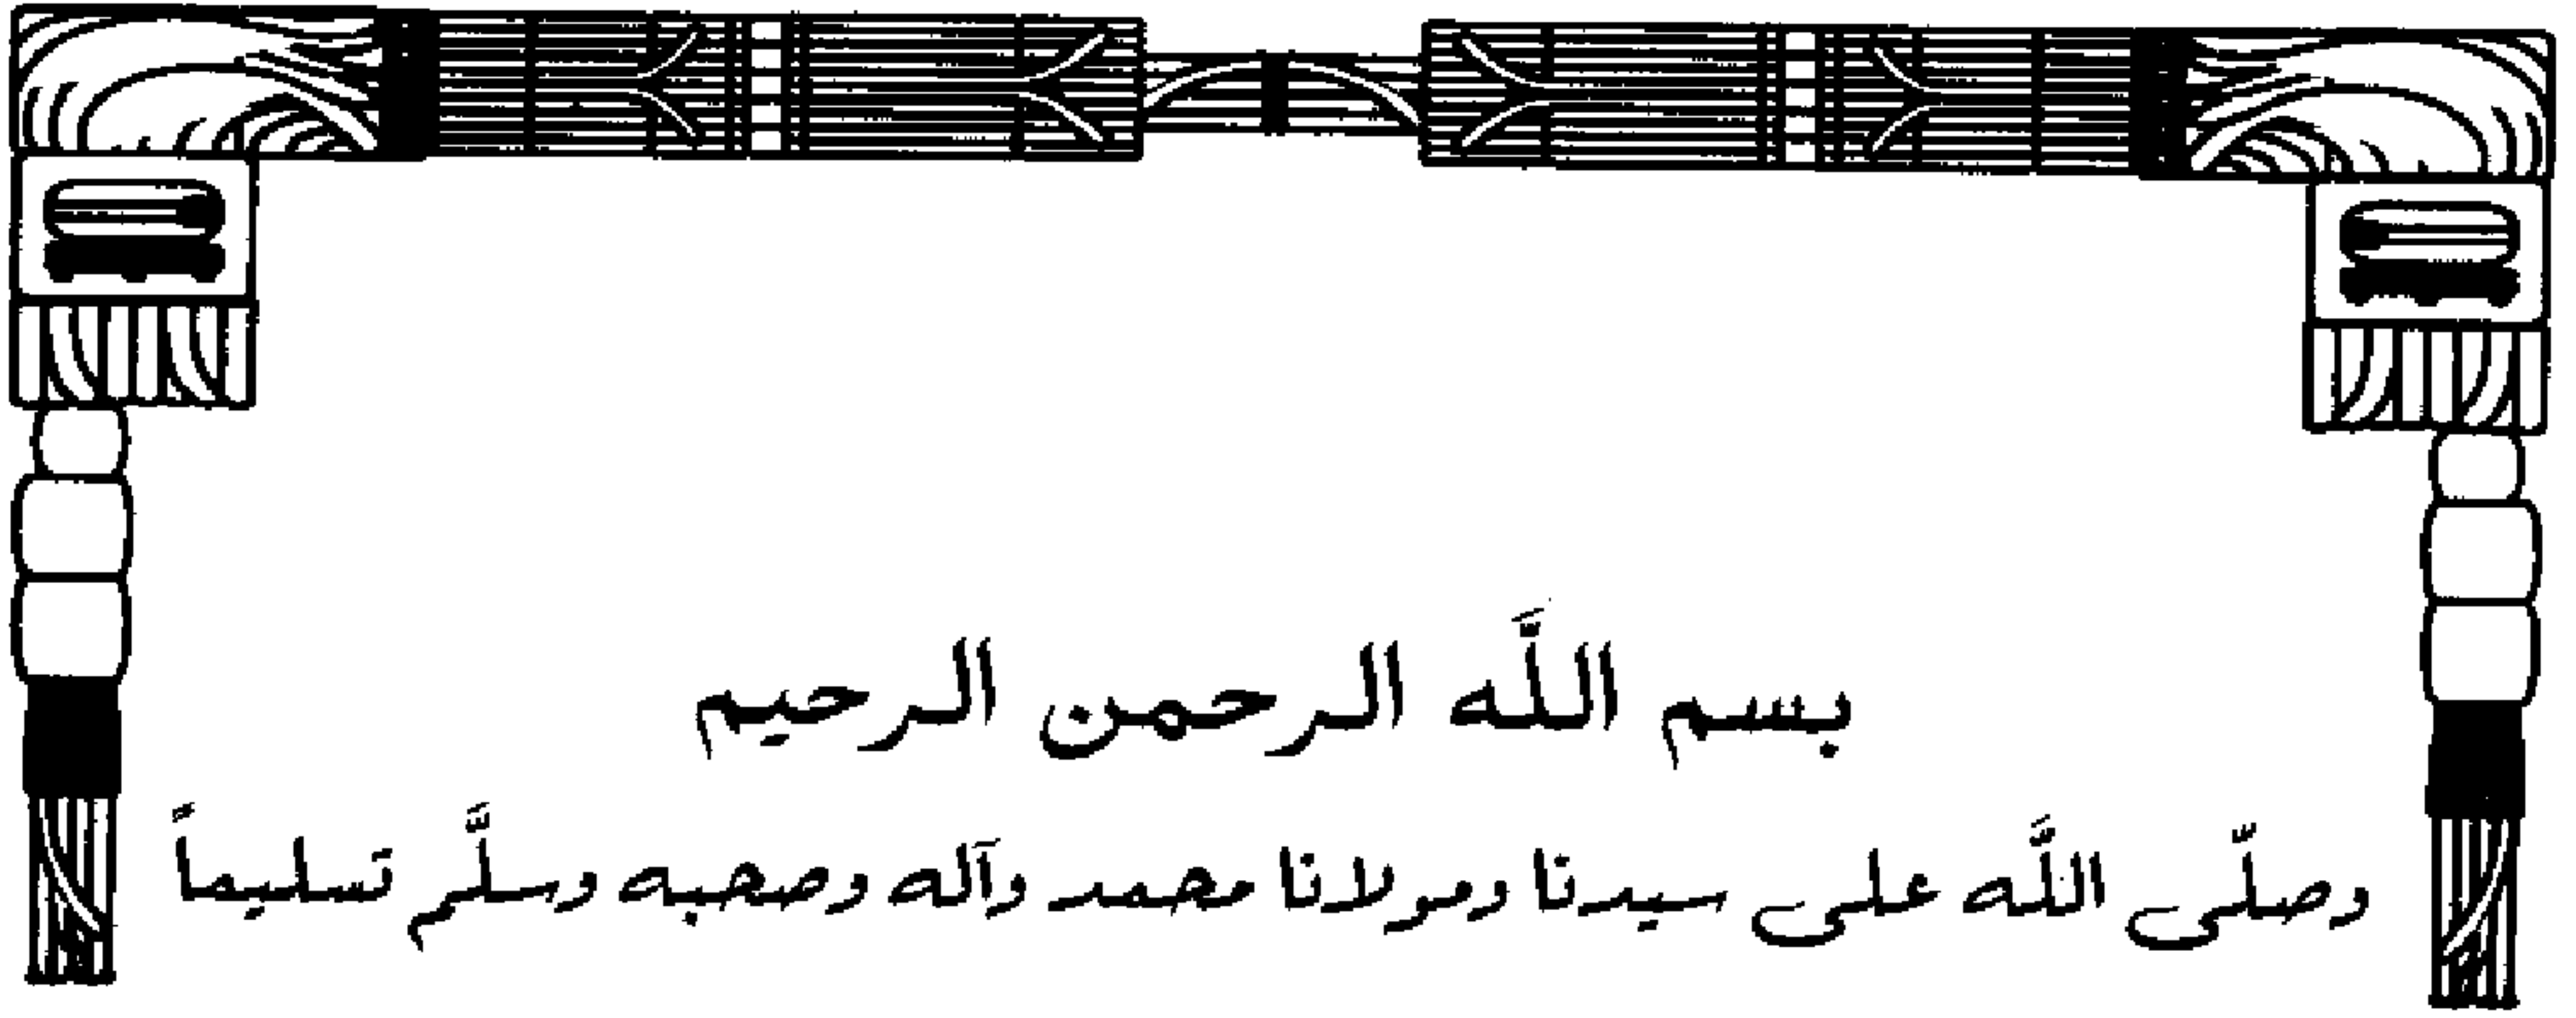 بسم اللَّه الرحمن الرحيم
وصلّى اللَّه على سيدنا ومولانا محمد وآله وصحبه وسلَّم تسليماً